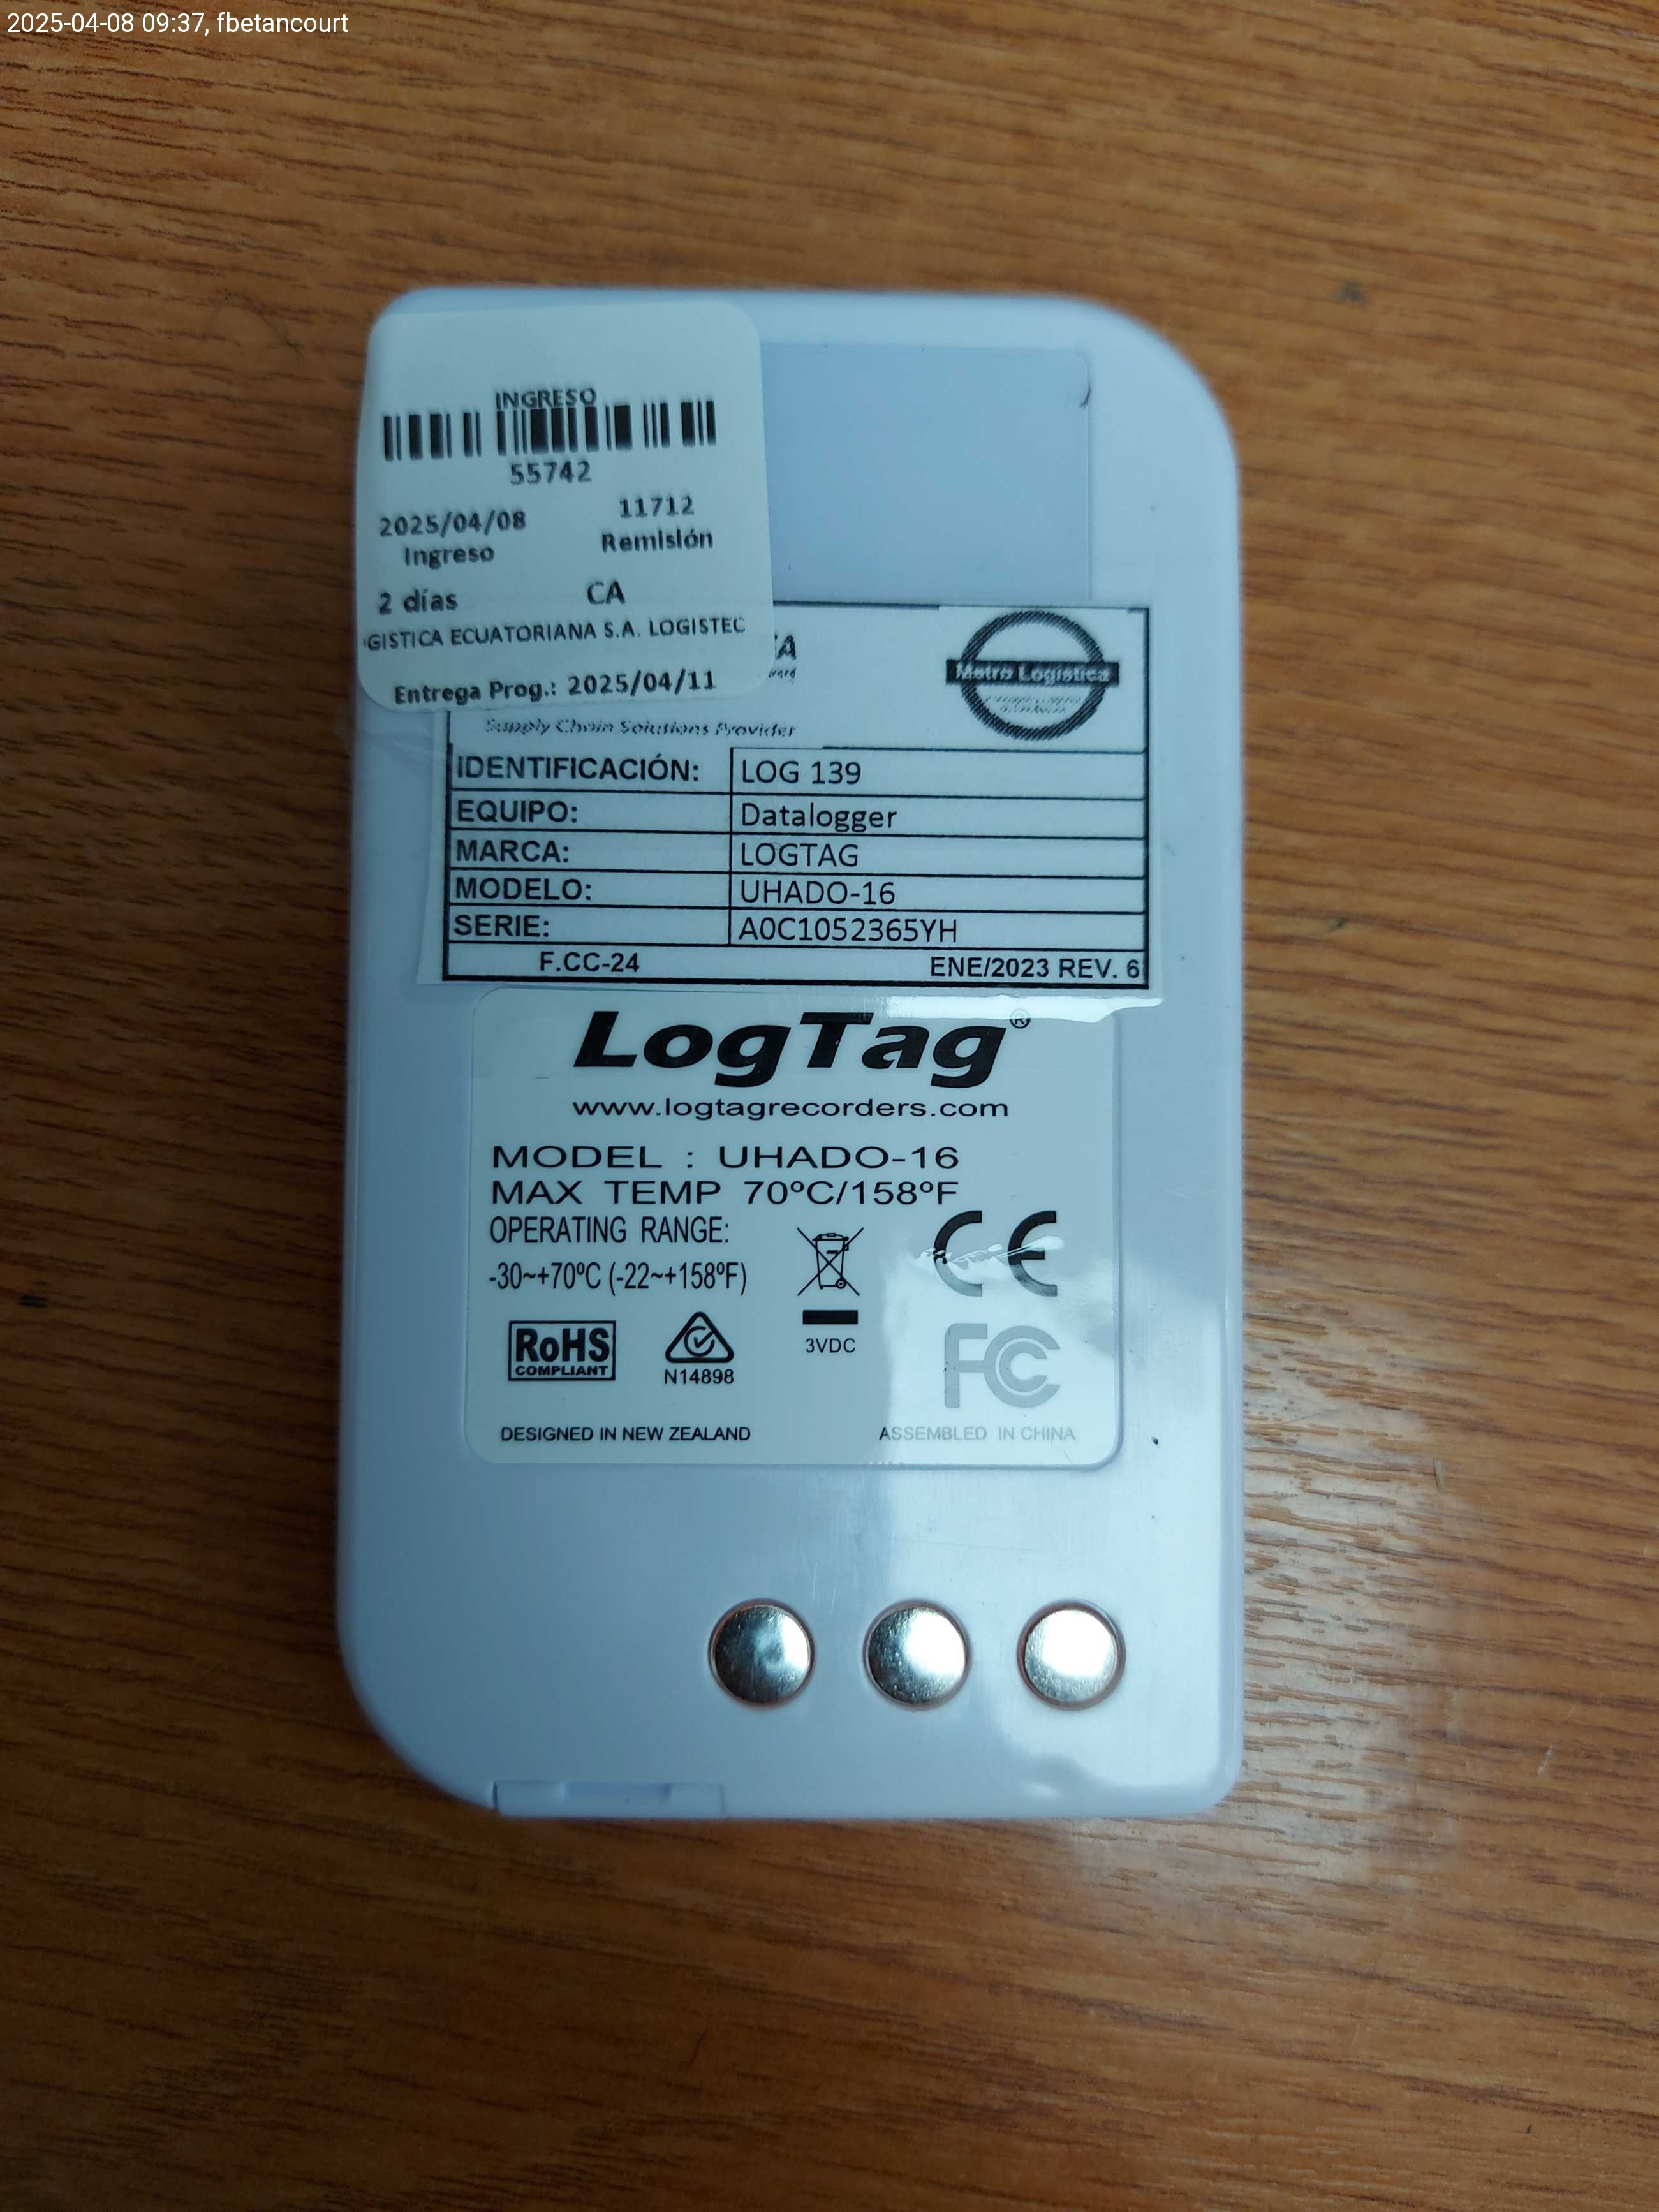 2025-04-08 09:37, fbetancourt
INGRESO
55742
2025/04/08 11712
Ingreso Remisión
2 días CA
GISTICA ECUATORIANA S.A. LOGISTEC
Entrega Prog.: 2025/04/11
Metro Logística
Supply Chain Solutions Provider
IDENTIFICACIÓN: LOG 139
EQUIPO: Datalogger
MARCA: LOGTAG
MODELO: UHADO-16
SERIE: A0C1052365YH
F.CC-24 ENE/2023 REV. 6
LogTag®
www.logtagrecorders.com
MODEL : UHADO-16
MAX TEMP 70ºC/158ºF
OPERATING RANGE:
-30~+70ºC (-22~+158ºF)
CE
RoHS
COMPLIANT
N14898
3VDC
FC
DESIGNED IN NEW ZEALAND ASSEMBLED IN CHINA